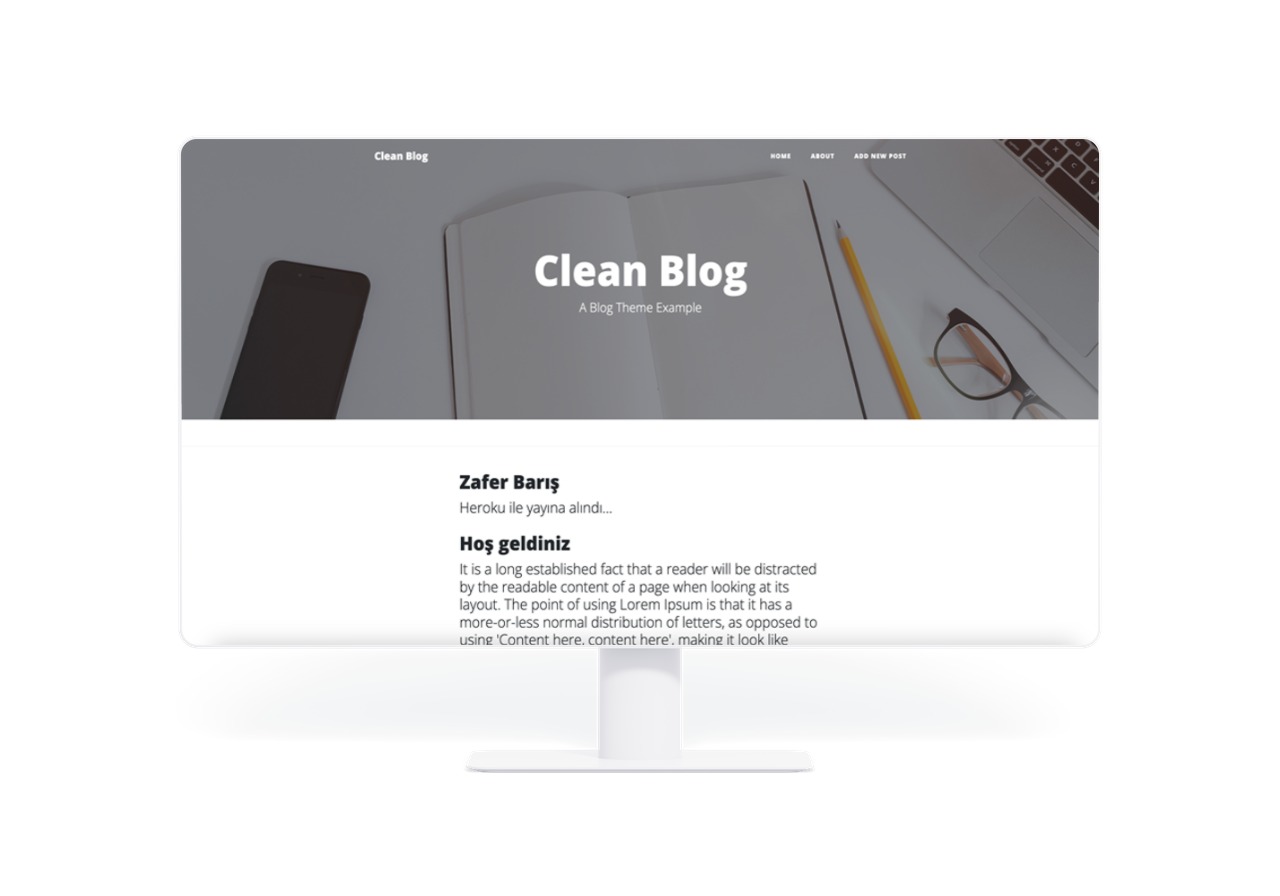 Clean Blog
HOME ABOUT ADD NEW POST
Clean Blog
A Blog Theme Example
Zafer Barış
Heroku ile yayına alındı...
Hoş geldiniz
It is a long established fact that a reader will be distracted
by the readable content of a page when looking at its
layout. The point of using Lorem Ipsum is that it has a
more-or-less normal distribution of letters, as opposed to
using 'Content here, content here', making it look like